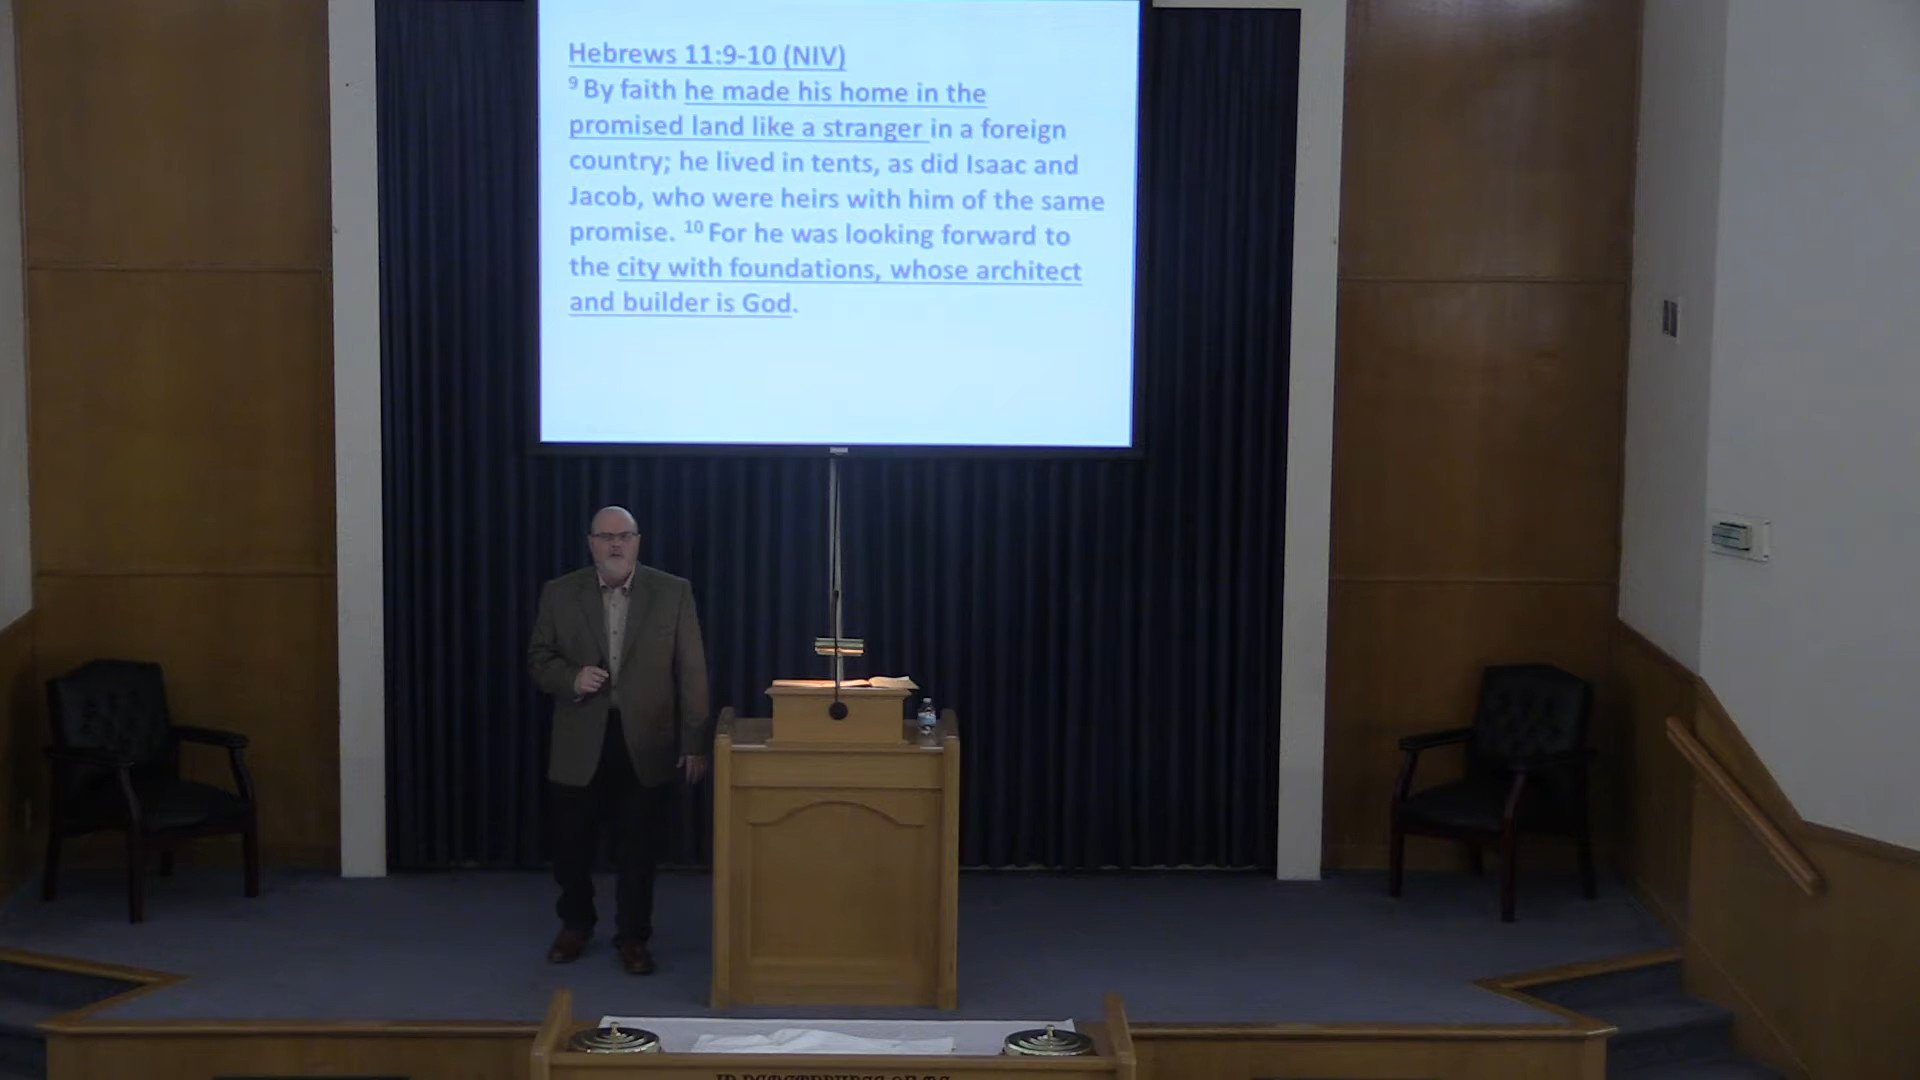 Hebrews 11:9-10 (NIV)
9 By faith he made his home in the
promised land like a stranger in a foreign
country; he lived in tents, as did Isaac and
Jacob, who were heirs with him of the same
promise. 10 For he was looking forward to
the city with foundations, whose architect
and builder is God.